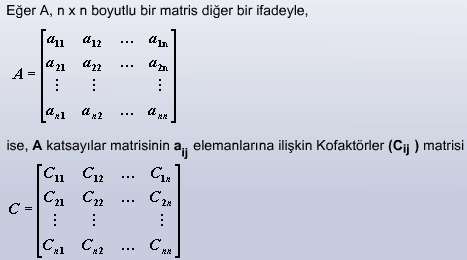 Eğer A, n x n boyutlu bir matris diğer bir ifadeyle,
a11 a12 ... a1n
a21 a22 ... a2n
A = ⋮ ⋮ ⋮
an1 an2 ... ann
ise, A katsayılar matrisinin aij elemanlarına ilişkin Kofaktörler (Cij ) matrisi
C11 C12 ... C1n
C21 C22 ... C2n
C = ⋮ ⋮ ⋮
Cn1 Cn2 ... Cnn